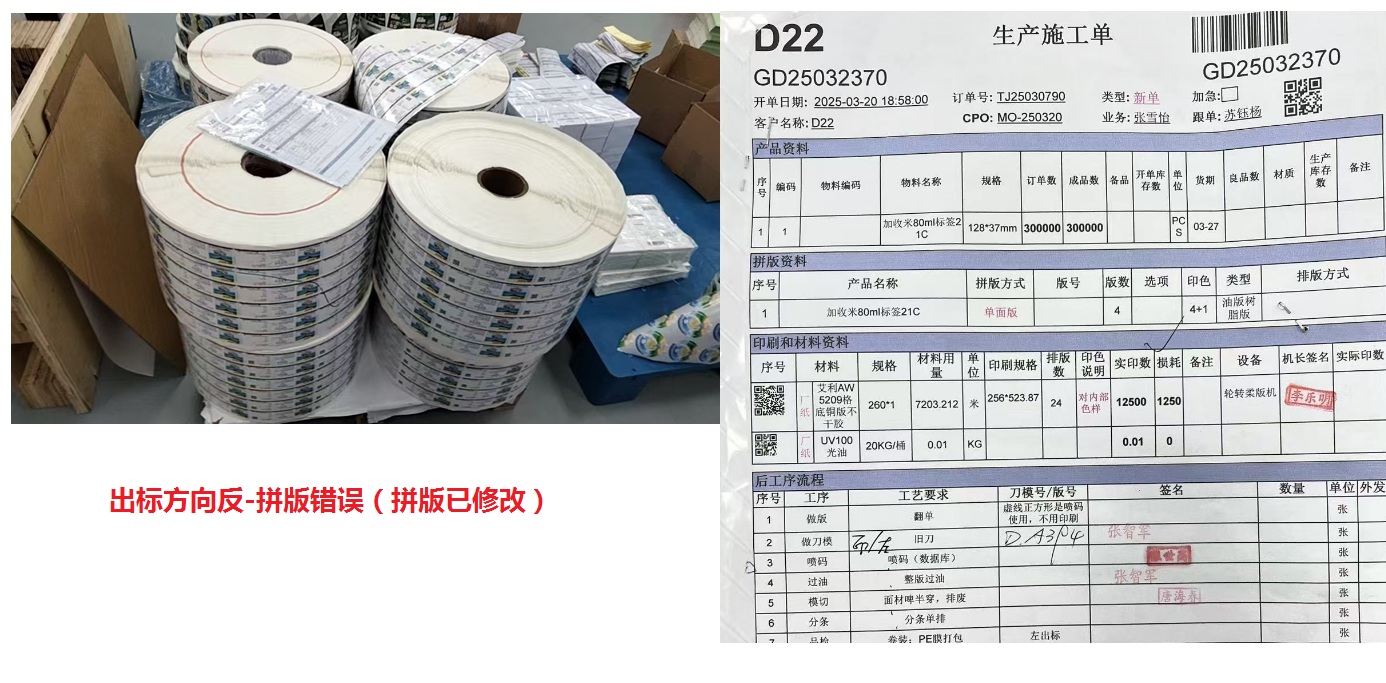 D22
生产施工单
GD25032370
GD25032370
开单日期: 2025-03-20 18:58:00 订单号: TJ25030790 类型: 新单 加急:
客户名称: D22 CPO: MO-250320 业务: 张雪怡 跟单: 苏钰杨
产品资料
序号 编码 物料编码 物料名称 规格 订单数 成品数 备品 开单库存数 单位 货期 良品数 材质 生产库存数 备注
1 1 加收米80ml标签21C 128*37mm 300000 300000 PCS 03-27
拼版资料
序号 产品名称 拼版方式 版号 版数 选项 印色 类型 排版方式
1 加收米80ml标签21C 单面版 4 4+1 油版树脂版
印刷和材料资料
序号 材料 规格 材料用量 单位 印刷规格 排版数 印色说明 实印数 损耗 备注 设备 机长签名 实际印数
厂纸 艾利AW5209格底铜版不干胶 260*1 7203.212 米 256*523.87 24 对内部色样 12500 1250 轮转柔版机 李乐明
厂纸 UV100光油 20KG/桶 0.01 KG 0.01 0
后工序流程
序号 工序 工艺要求 刀模号/版号 签名 数量 单位 外发
1 做版 翻单 虚线正方形是喷码使用，不用印刷 张
2 做刀模 旧刀 张智军 张
3 喷码 喷码（数据库） 张
4 过油 整版过油 张智军 张
5 模切 面材啤半穿，排废 唐海春 张
6 分条 分条单排 张
7 品检 卷装；PE膜打包 左出标 张
出标方向反-拼版错误（拼版已修改）